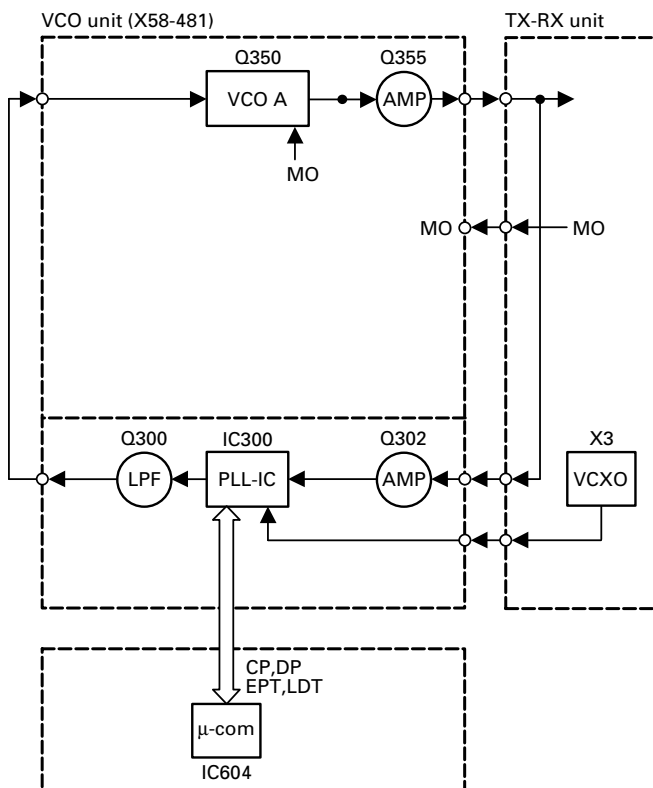 VCO unit (X58-481)
TX-RX unit
Q350
Q355
VCO A
AMP
MO
MO
MO
Q300
IC300
Q302
X3
LPF
PLL-IC
AMP
VCXO
CP,DP
EPT,LDT
μ-com
IC604